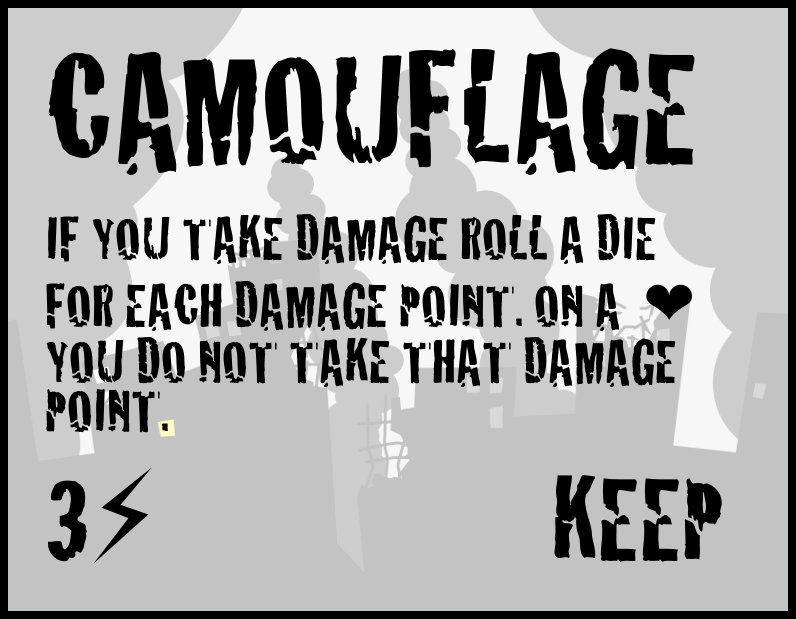 CAMOUFLAGE
IF YOU TAKE DAMAGE ROLL A DIE
FOR EACH DAMAGE POINT. ON A ❤
YOU DO NOT TAKE THAT DAMAGE
POINT.
3⚡ KEEP